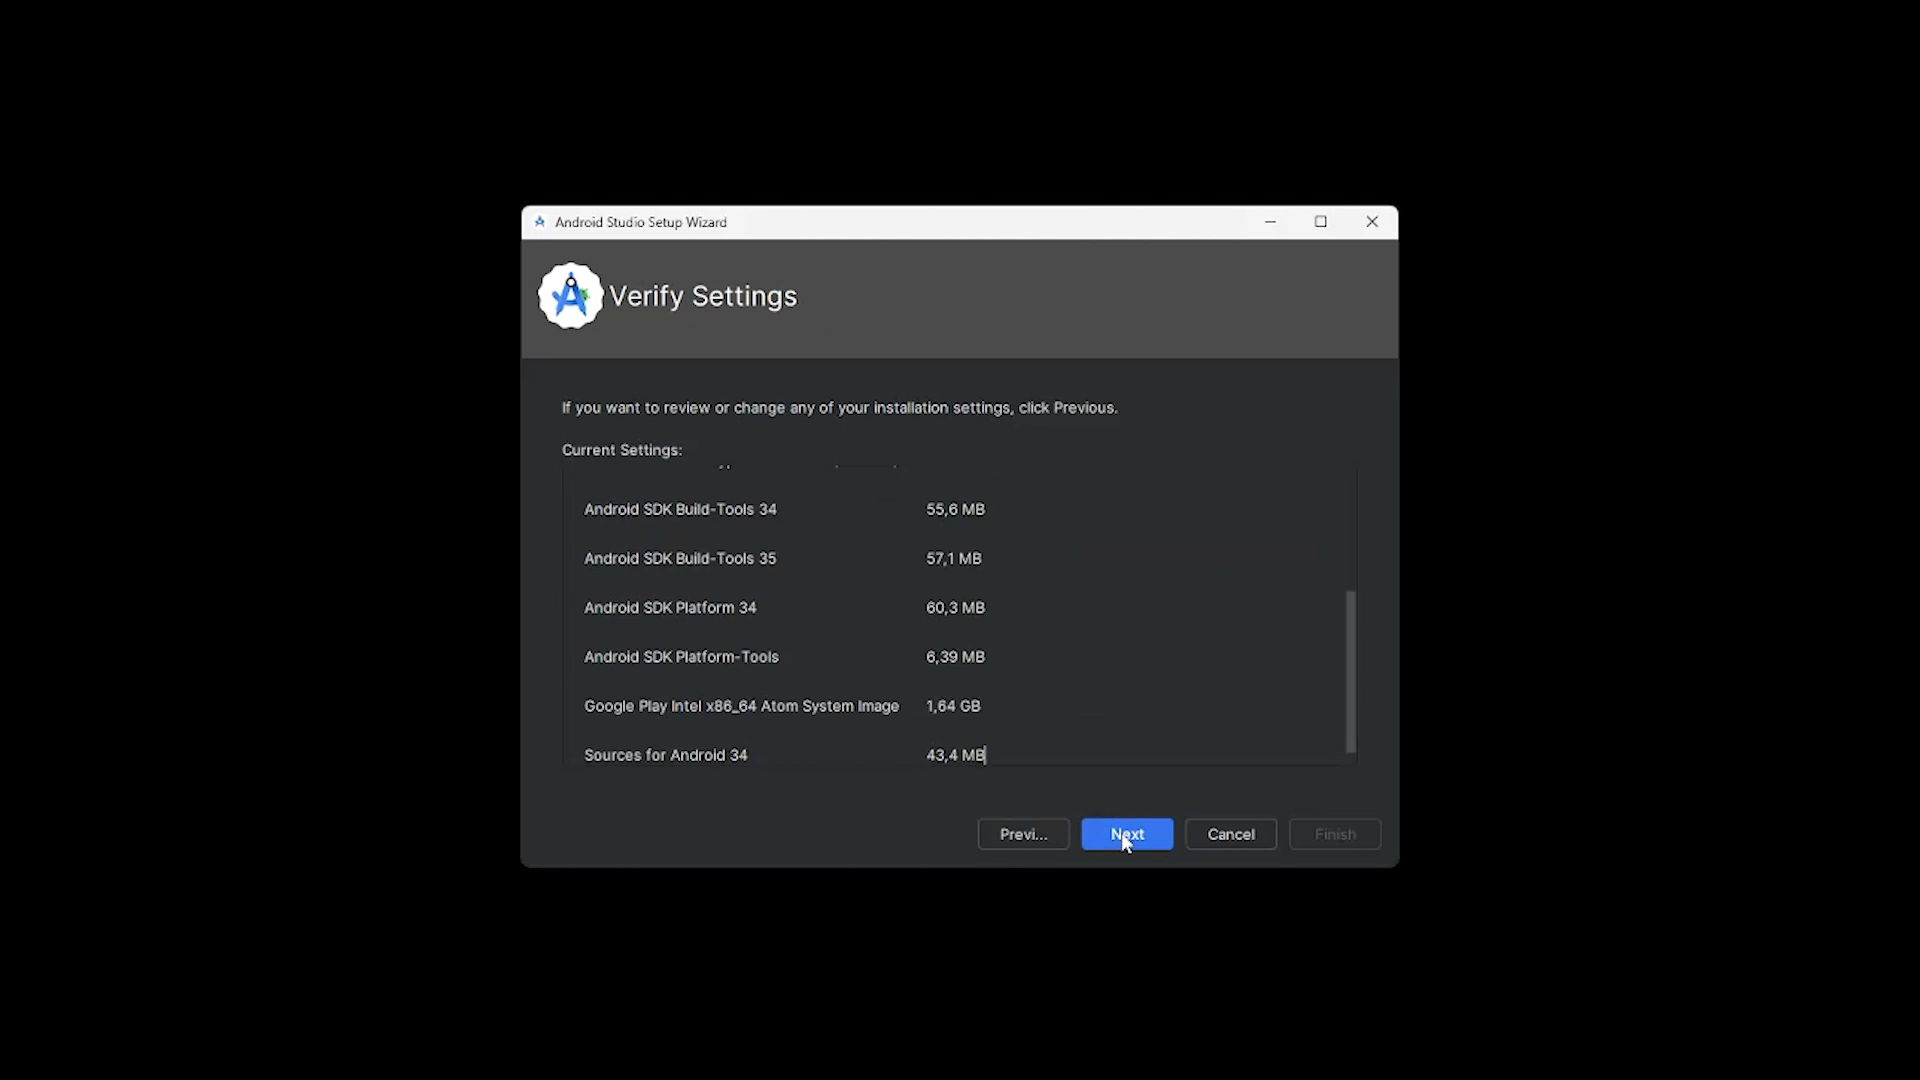 Android Studio Setup Wizard
Verify Settings
If you want to review or change any of your installation settings, click Previous.
Current Settings:
Android SDK Build-Tools 34 55,6 MB
Android SDK Build-Tools 35 57,1 MB
Android SDK Platform 34 60,3 MB
Android SDK Platform-Tools 6,39 MB
Google Play Intel x86_64 Atom System Image 1,64 GB
Sources for Android 34 43,4 MB
Previ... Next Cancel Finish